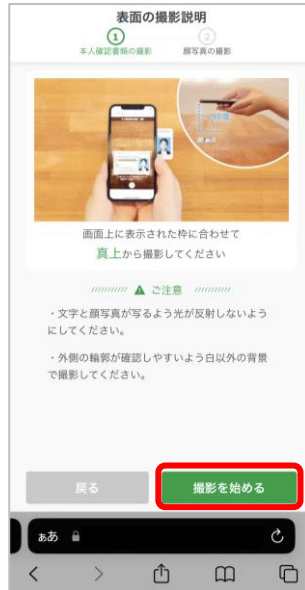 表面の撮影説明
1
2
本人確認書類の撮影
顔写真の撮影
画面上に表示された枠に合わせて
真上から撮影してください
ご注意
・文字と顔写真が写るよう光が反射しないよう
にしてください。
・外側の輪郭が確認しやすいよう白以外の背景
で撮影してください。
戻る
撮影を始める
ああ